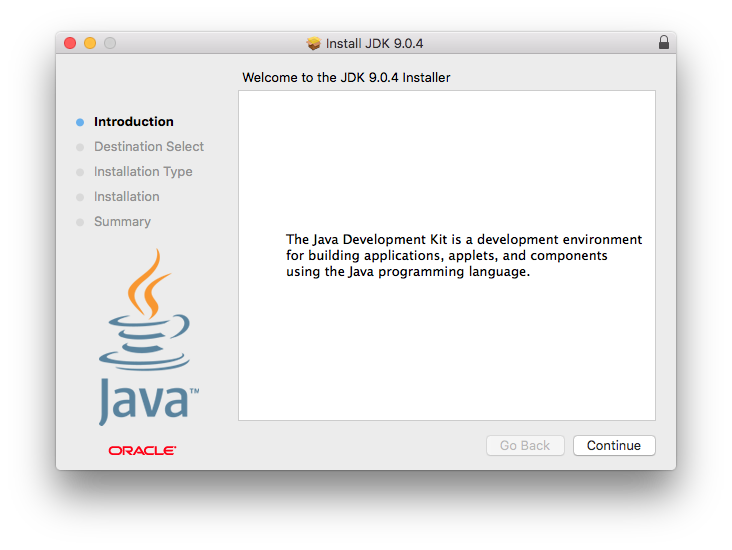 Install JDK 9.0.4
Welcome to the JDK 9.0.4 Installer
Introduction
Destination Select
Installation Type
Installation
Summary
The Java Development Kit is a development environment
for building applications, applets, and components
using the Java programming language.
Java™
ORACLE®
Go Back
Continue